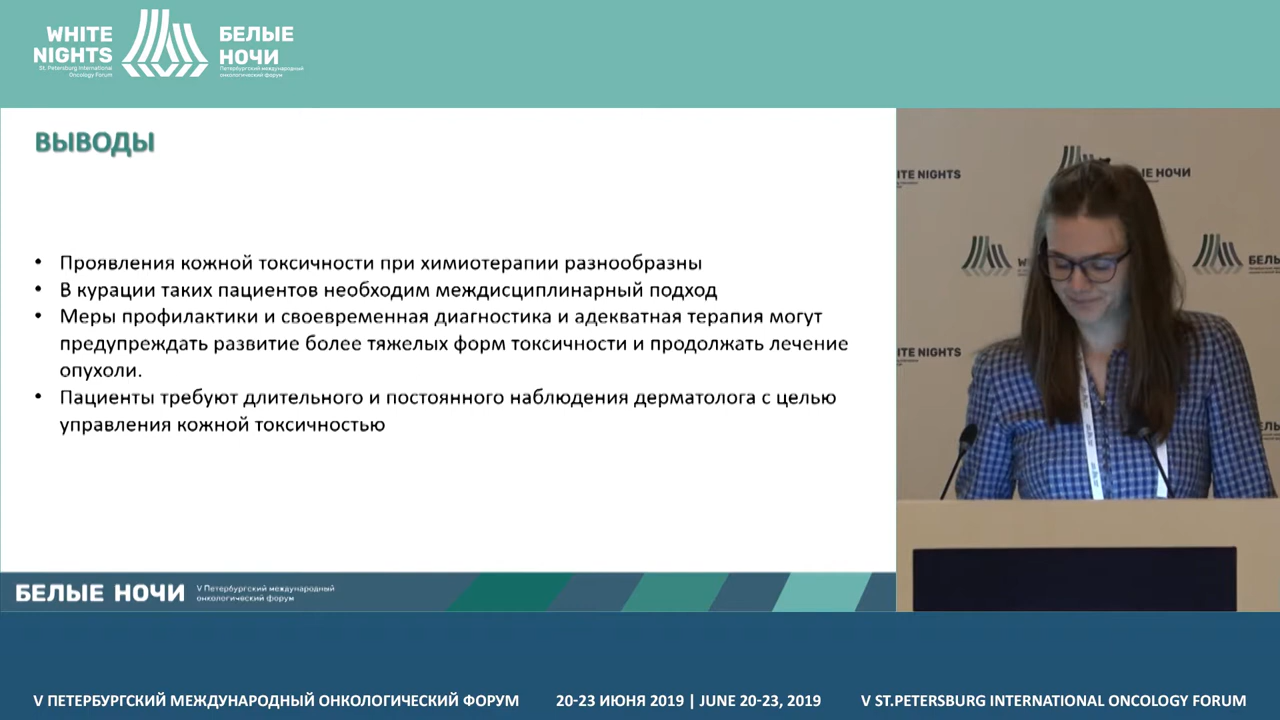 WHITE
NIGHTS
St. Petersburg International
Oncology Forum
БЕЛЫЕ
НОЧИ
Петербургский международный
онкологический форум
ВЫВОДЫ
• Проявления кожной токсичности при химиотерапии разнообразны
• В курации таких пациентов необходим междисциплинарный подход
• Меры профилактики и своевременная диагностика и адекватная терапия могут
предупреждать развитие более тяжелых форм токсичности и продолжать лечение
опухоли.
• Пациенты требуют длительного и постоянного наблюдения дерматолога с целью
управления кожной токсичностью
ITE NIGHTS
ЫЕ НОЧИ
БЕЛЫ
ITE NIGHTS
БЕЛЫЕ НОЧИ
V Петербургский международный
онкологический форум
V ПЕТЕРБУРГСКИЙ МЕЖДУНАРОДНЫЙ ОНКОЛОГИЧЕСКИЙ ФОРУМ
20-23 ИЮНЯ 2019 | JUNE 20-23, 2019
V ST.PETERSBURG INTERNATIONAL ONCOLOGY FORUM